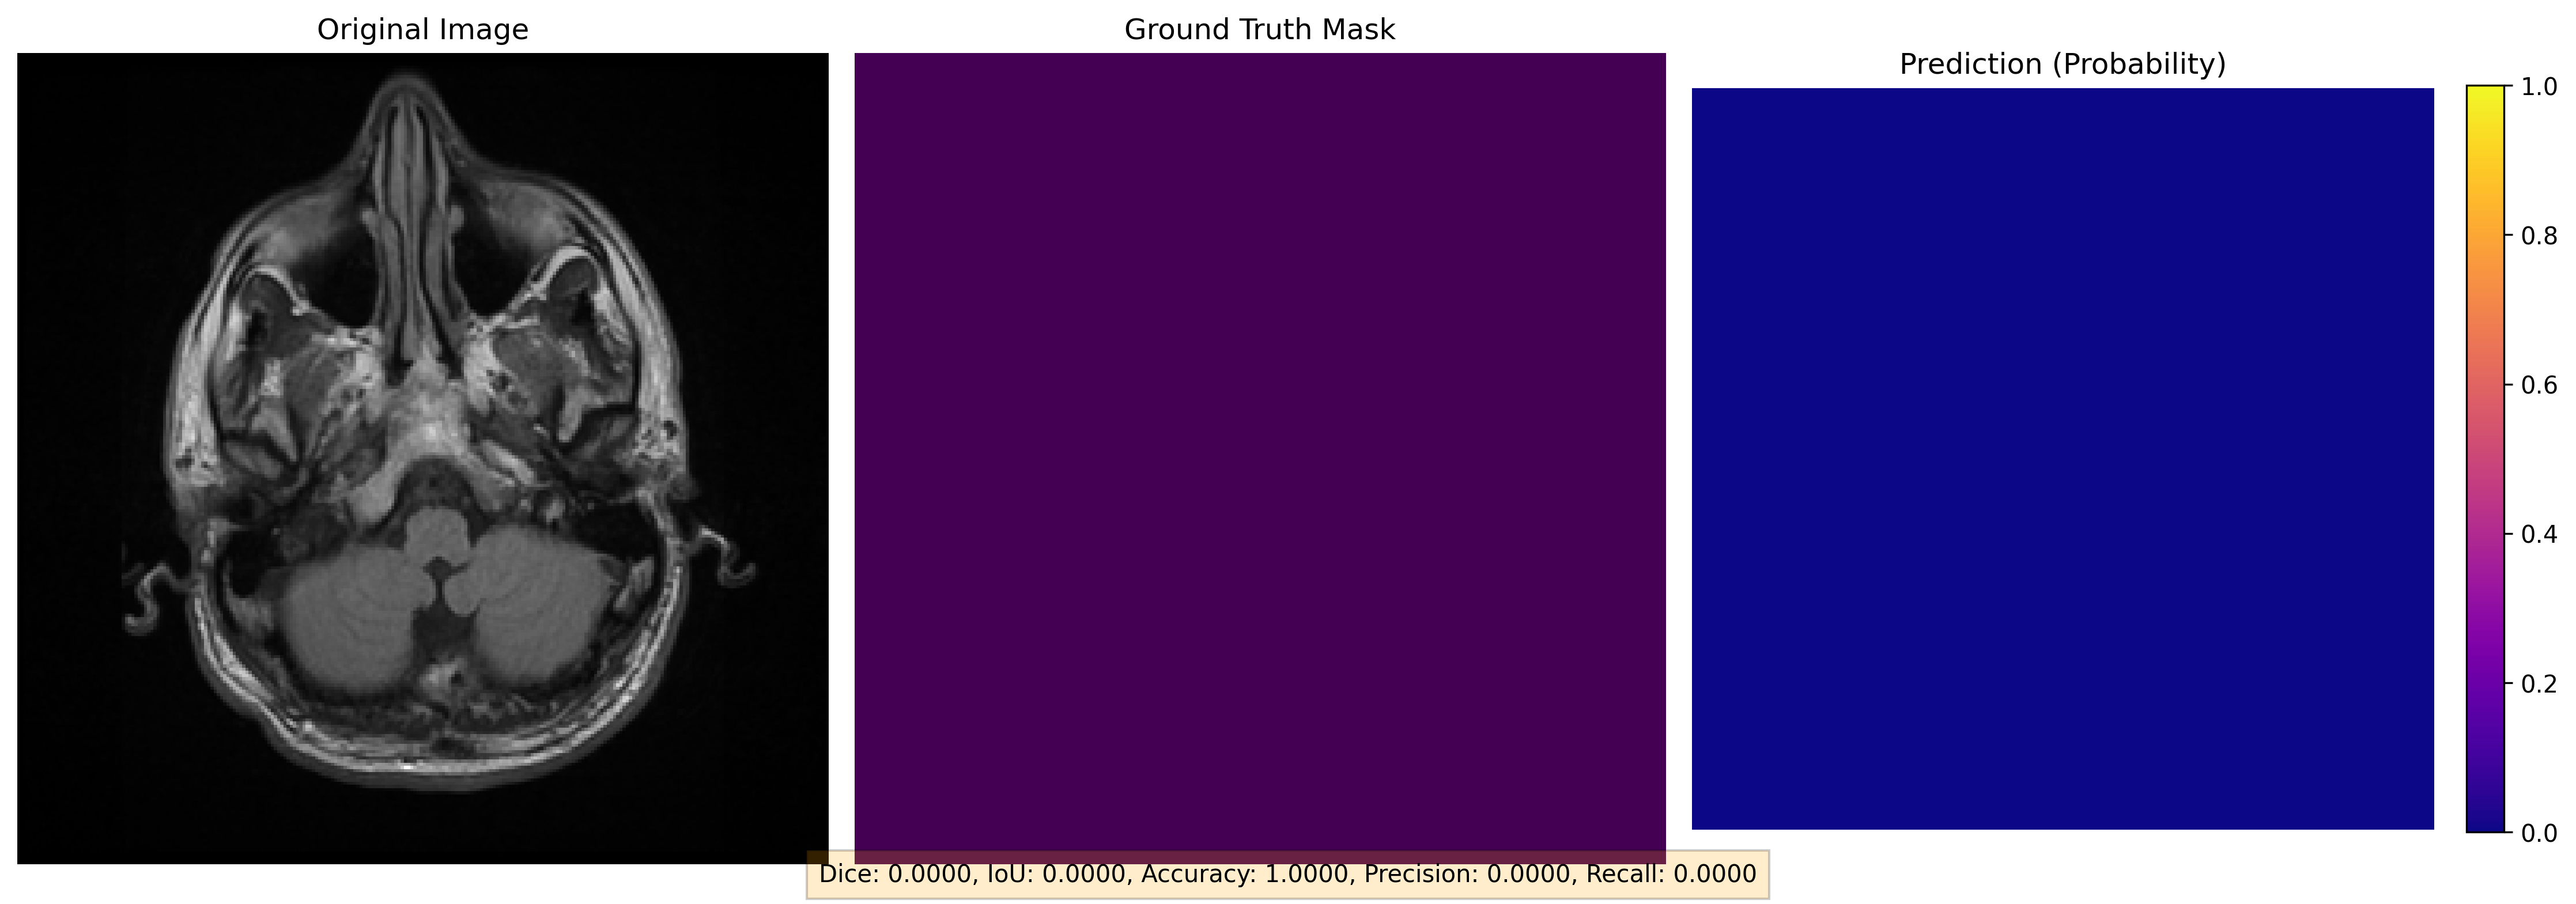 Original Image
Ground Truth Mask
Prediction (Probability)
1.0
0.8
0.6
0.4
0.2
0.0
Dice: 0.0000, IoU: 0.0000, Accuracy: 1.0000, Precision: 0.0000, Recall: 0.0000